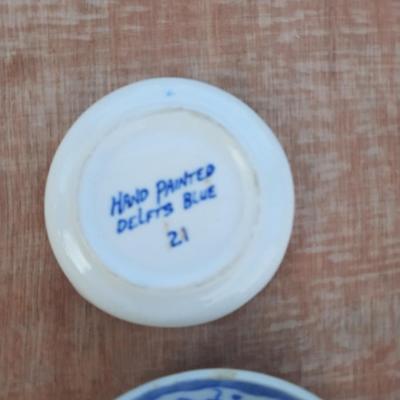 HAND PAINTED
DELFTS BLUE
21